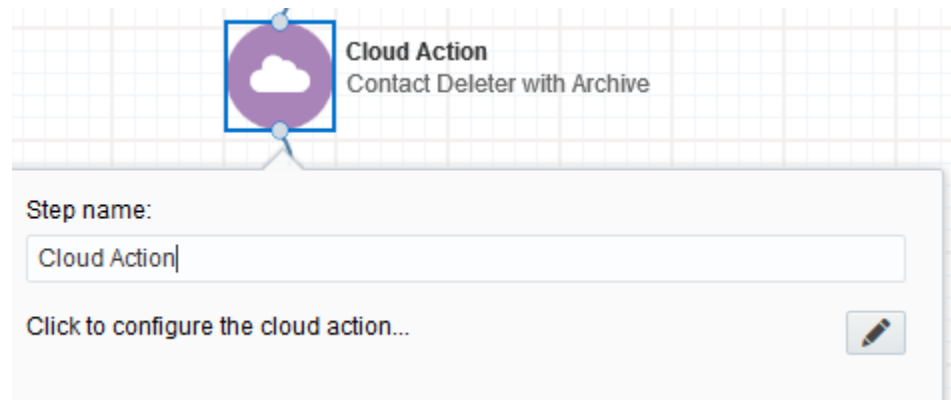 Cloud Action
Contact Deleter with Archive
Step name:
Cloud Action
Click to configure the cloud action...